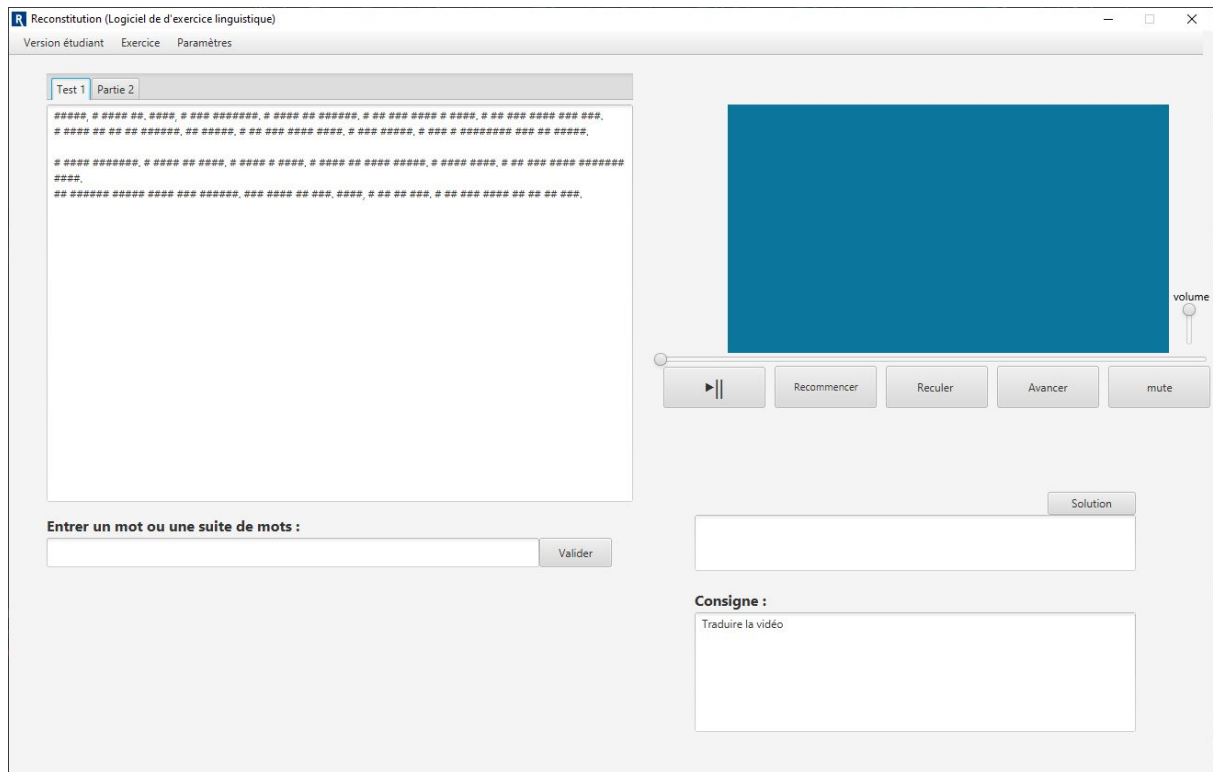 R Reconstitution (Logiciel de d'exercice linguistique)
Version étudiant Exercice Paramètres
Test 1 Partie 2
#####, # #### ##. ####, # ### #######. # #### ## ######. # ## ### #### # ####. # ## ### #### ### ###.
# #### ## ## ## ######. ## #####. # ## ### #### ####. # ### #####. # ### # ######## ### ## #####.
# #### #######. # #### ## ####. # #### # ####. # #### ## #### #####. # #### ####. # ## ### #### #######
####.
## ###### ##### #### ### ######. ### #### ## ###. ####, # ## ## ###. # ## ### #### ## ## ## ###.
volume
►|| Recommencer Reculer Avancer mute
Solution
Entrer un mot ou une suite de mots :
Valider
Consigne :
Traduire la vidéo